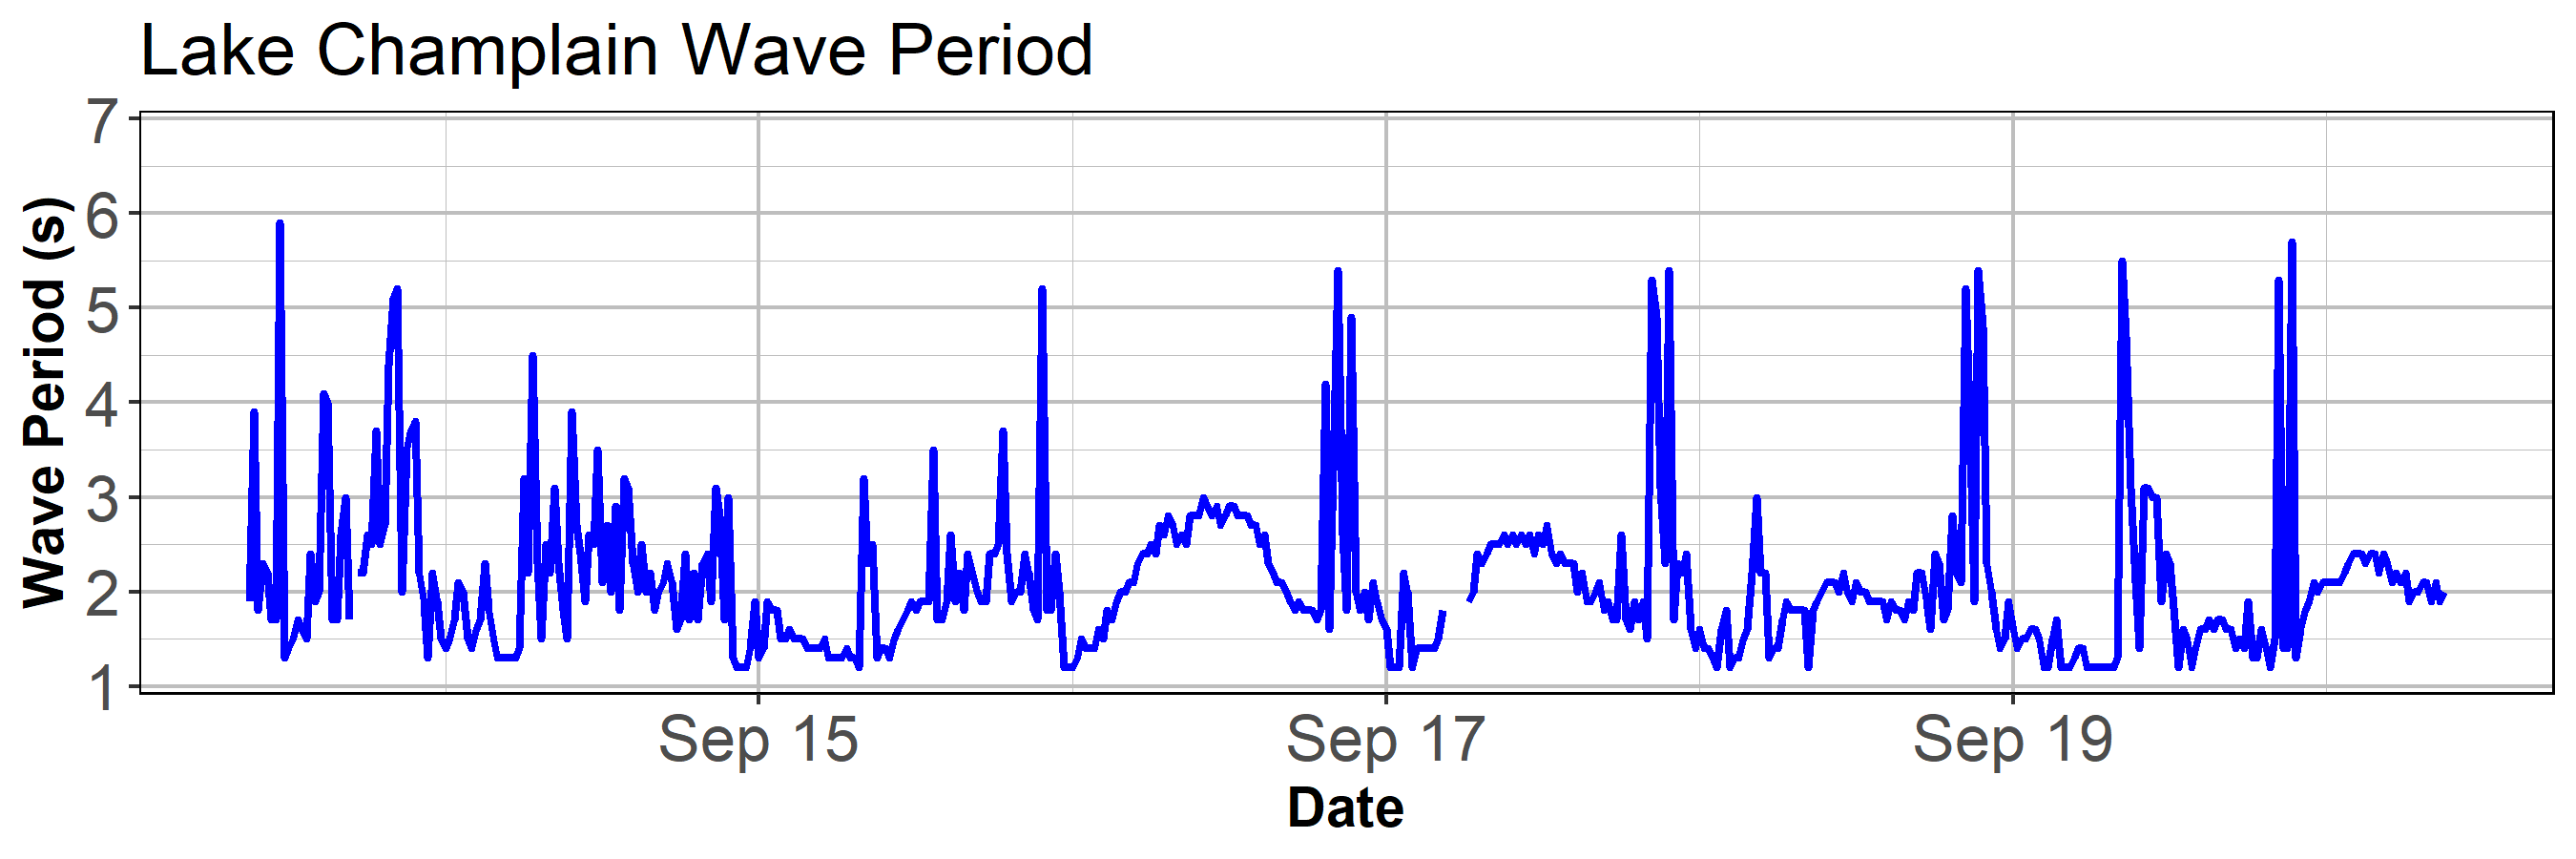 Lake Champlain Wave Period
Wave Period (s)
7
6
5
4
3
2
1
Sep 15
Sep 17
Sep 19
Date